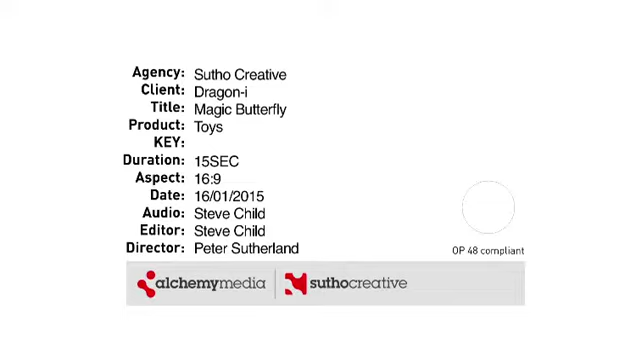 Agency: Sutho Creative
Client: Dragon-i
Title: Magic Butterfly
Product: Toys
KEY:
Duration: 15SEC
Aspect: 16:9
Date: 16/01/2015
Audio: Steve Child
Editor: Steve Child
Director: Peter Sutherland
OP 48 compliant
alchemymedia suthocreative